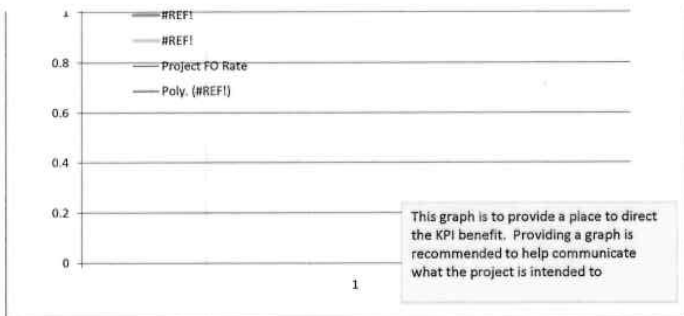 1
#REF!
#REF!
0.8
Project FO Rate
Poly. (#REF!)
0.6
0.4
0.2
0
1
This graph is to provide a place to direct
the KPI benefit. Providing a graph is
recommended to help communicate
what the project is intended to